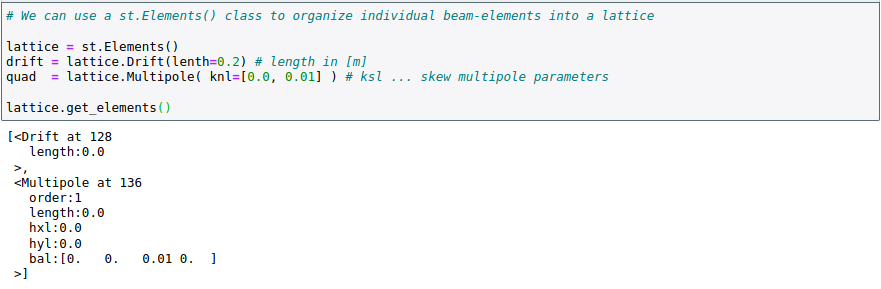 # We can use a st.Elements() class to organize individual beam-elements into a lattice
lattice = st.Elements()
drift = lattice.Drift(lenth=0.2) # length in [m]
quad  = lattice.Multipole( knl=[0.0, 0.01] ) # ksl ... skew multipole parameters
lattice.get_elements()
[<Drift at 128
   length:0.0
 >,
 <Multipole at 136
   order:1
   length:0.0
   hxl:0.0
   hyl:0.0
   bal:[0.   0.   0.01 0.  ]
 >]